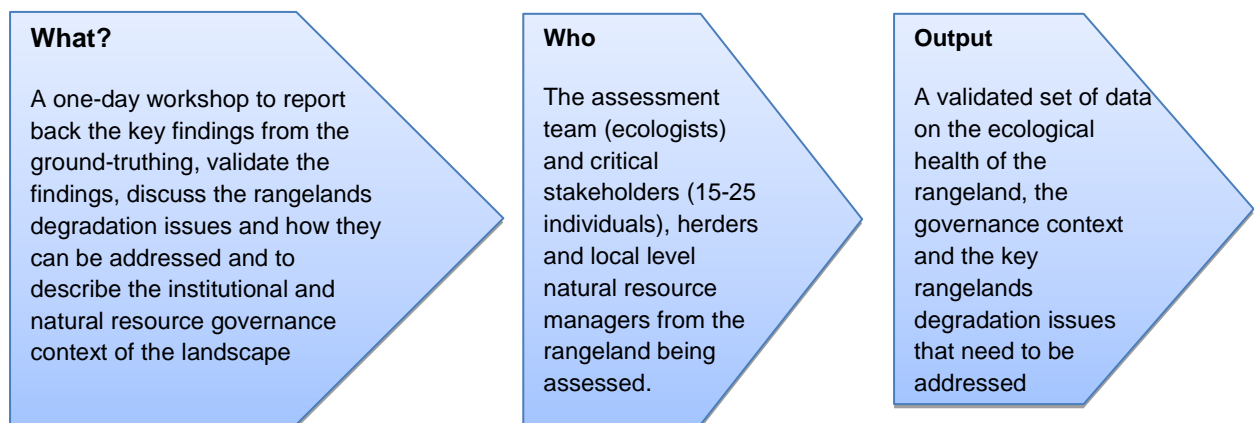 What?
A one-day workshop to report
back the key findings from the
ground-truthing, validate the
findings, discuss the rangelands
degradation issues and how they
can be addressed and to
describe the institutional and
natural resource governance
context of the landscape
Who
The assessment
team (ecologists)
and critical
stakeholders (15-25
individuals), herders
and local level
natural resource
managers from the
rangeland being
assessed.
Output
A validated set of data
on the ecological
health of the
rangeland, the
governance context
and the key
rangelands
degradation issues
that need to be
addressed